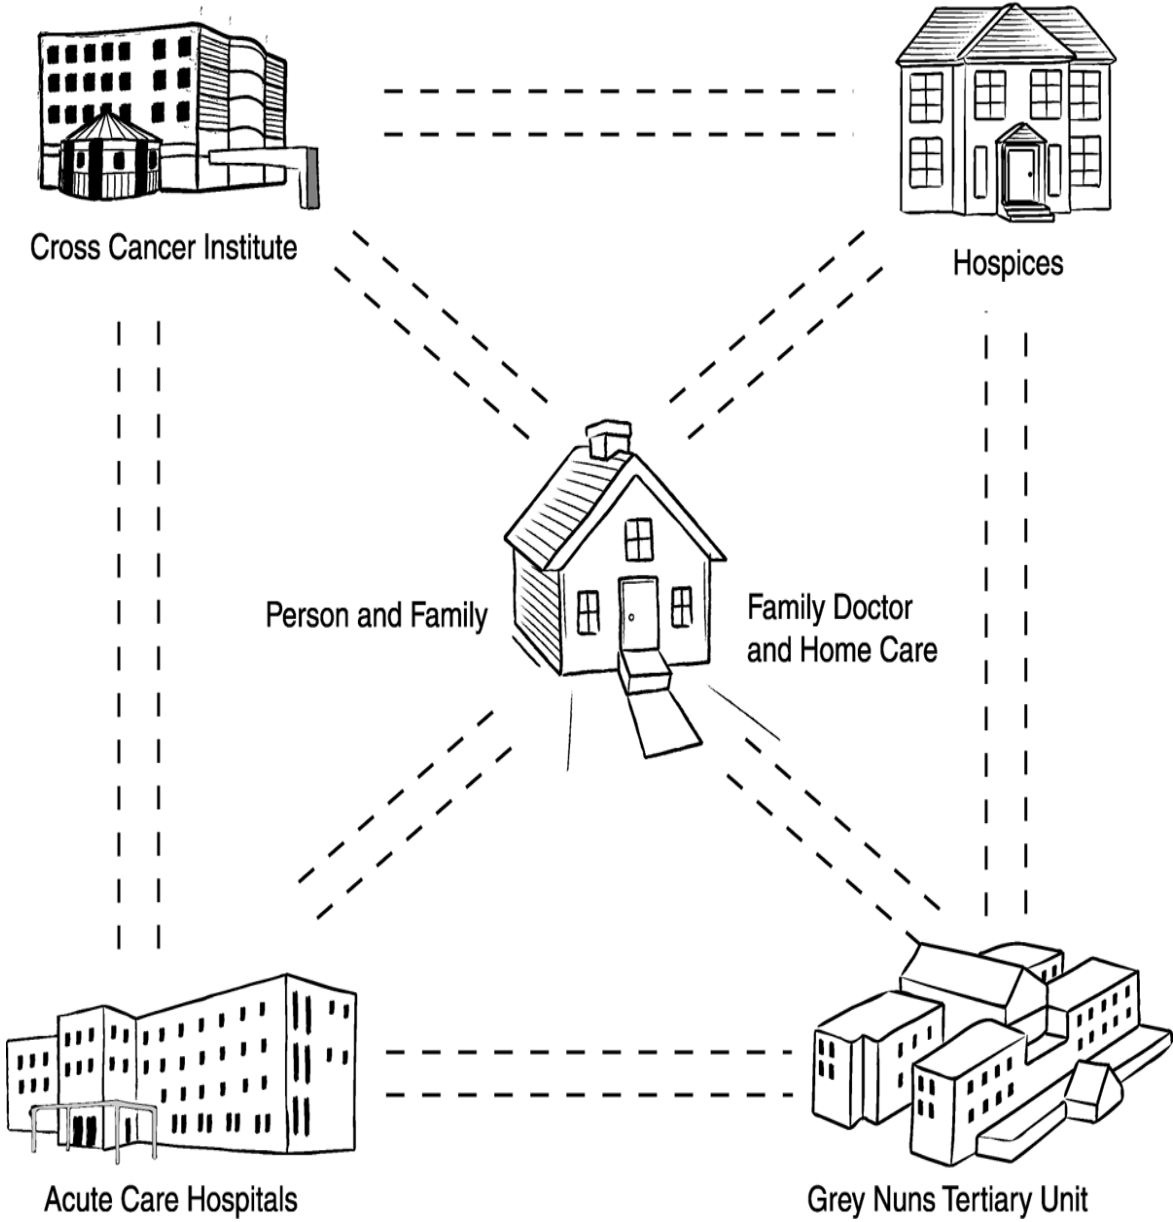 Cross Cancer Institute
Hospices
Person and Family
Family Doctor
and Home Care
Acute Care Hospitals
Grey Nuns Tertiary Unit